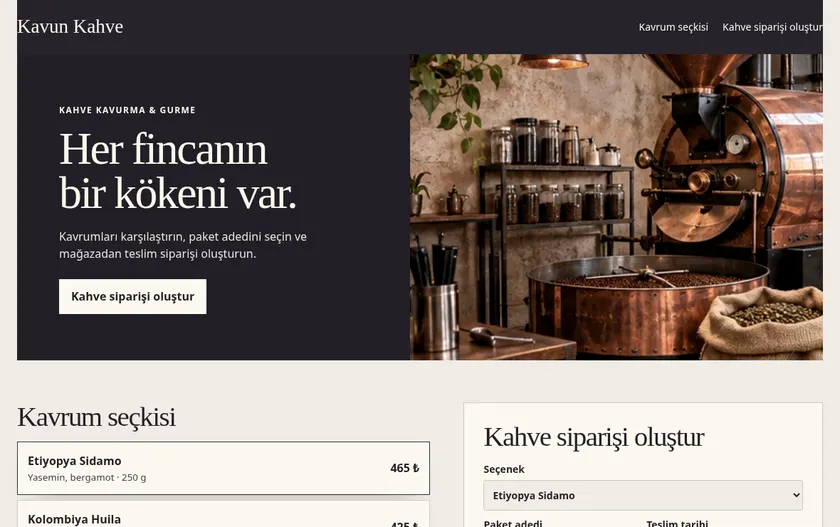 Kavun Kahve
Kavrum seçkisi
Kahve siparişi oluştur
KAHVE KAVURMA & GURME
Her fincanın
bir kökeni var.
Kavrumları karşılaştırın, paket adedini seçin ve
mağazadan teslim siparişi oluşturun.
Kahve siparişi oluştur
Kavrum seçkisi
Etiyopya Sidamo
Yasemin, bergamot · 250 g
465 ₺
Kolombiya Huila
425 ₺
Kahve siparişi oluştur
Seçenek
Etiyopya Sidamo
Paket adedi
Teslim tarihi